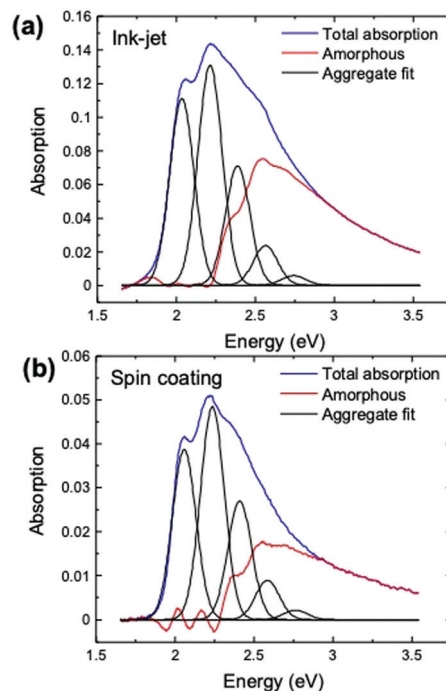 (a)
Ink-jet
Total absorption
Amorphous
Aggregate fit
0.16
0.14
0.12
0.1
0.08
0.06
0.04
0.02
0
Absorption
1.5 2 2.5 3 3.5
Energy (eV)
(b)
Spin coating
Total absorption
Amorphous
Aggregate fit
0.06
0.05
0.04
0.03
0.02
0.01
0
Absorption
1.5 2 2.5 3 3.5
Energy (eV)